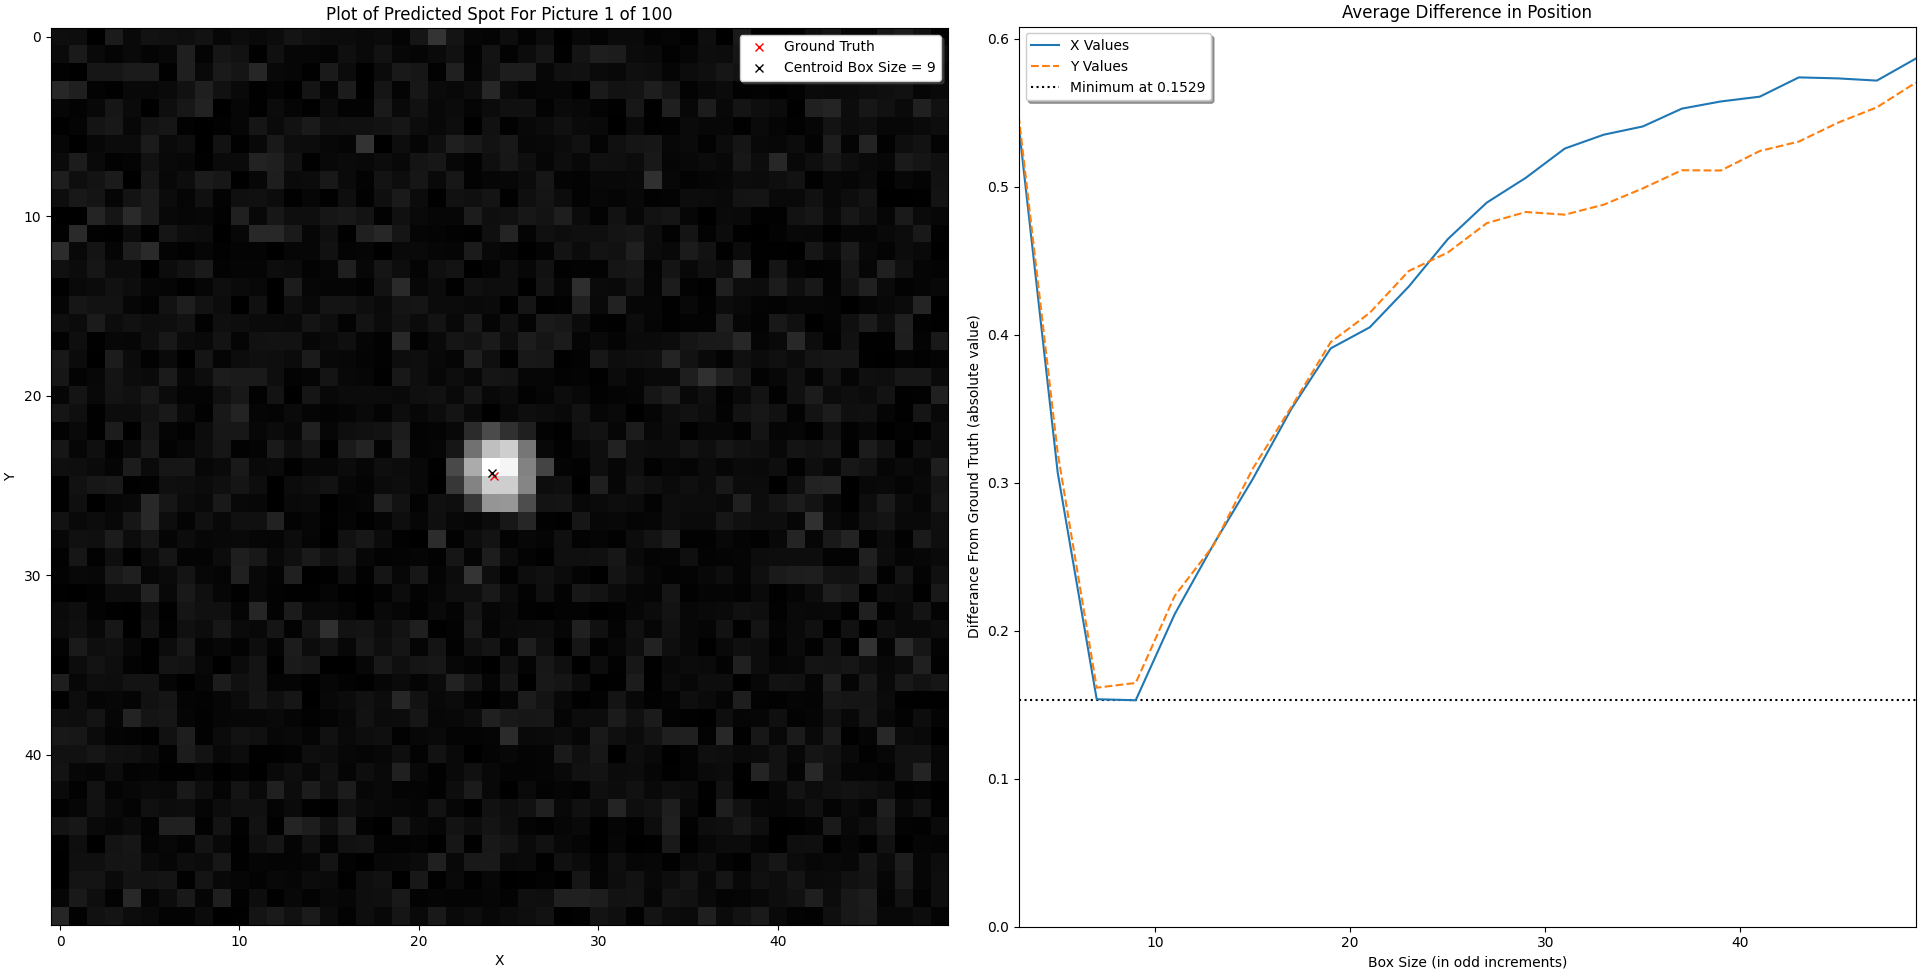 Plot of Predicted Spot For Picture 1 of 100
Ground Truth
Centroid Box Size = 9
0
10
20
30
40
Y
0
10
20
30
40
X
Average Difference in Position
X Values
Y Values
Minimum at 0.1529
0.6
0.5
0.4
0.3
0.2
0.1
0.0
Differance From Ground Truth (absolute value)
10
20
30
40
Box Size (in odd increments)